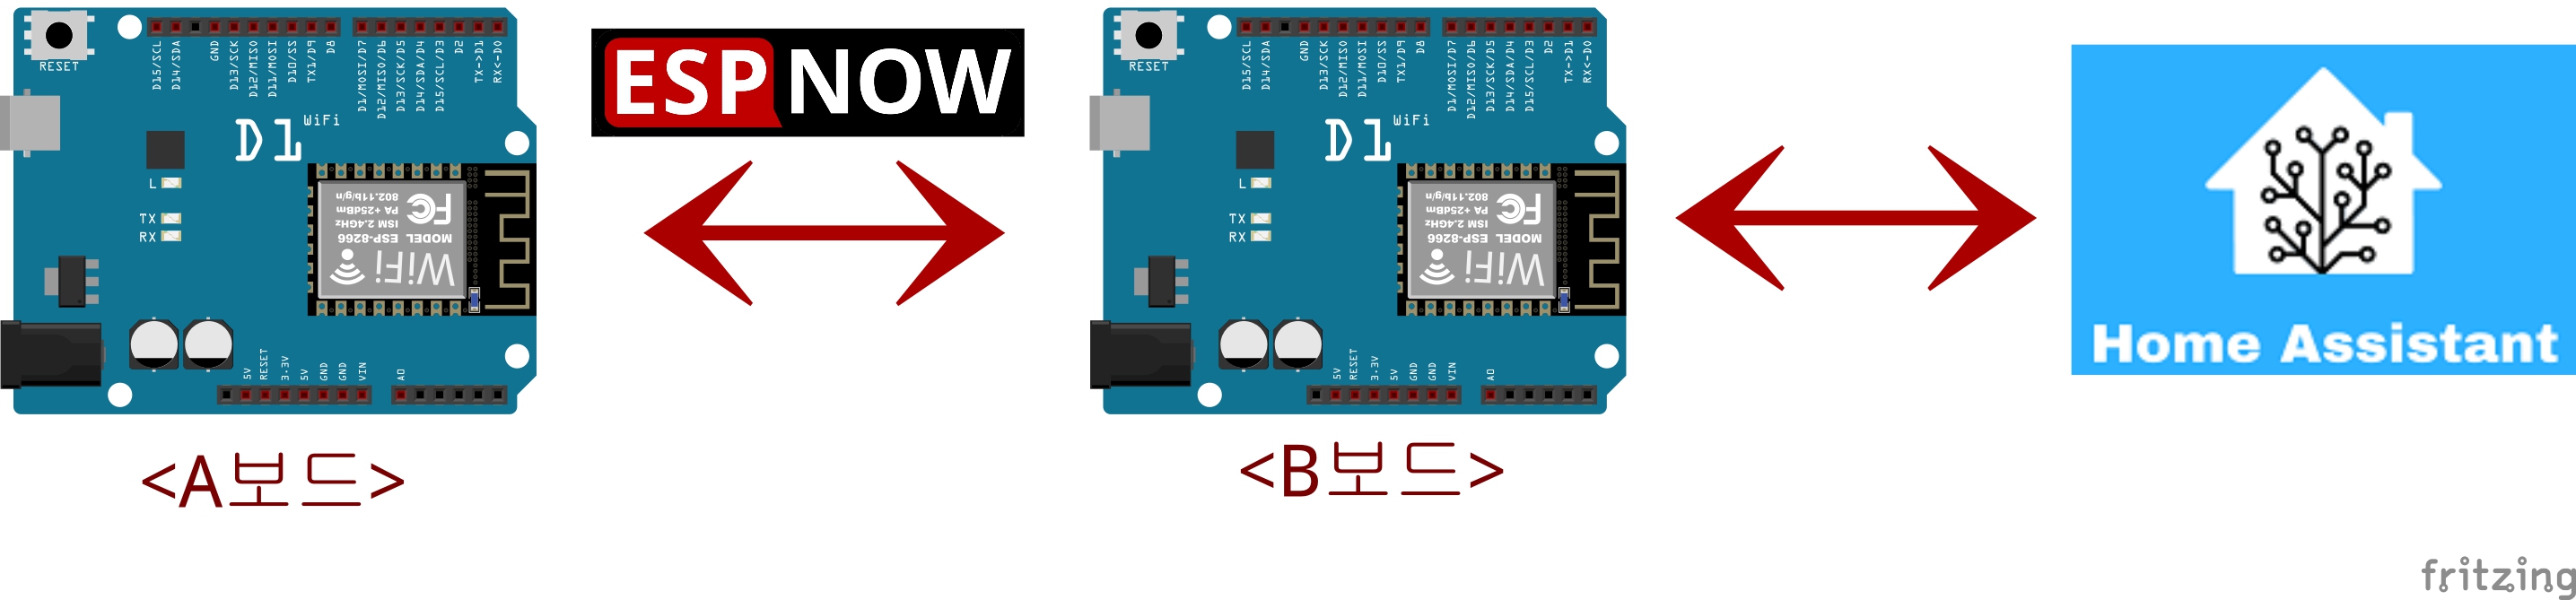 RESET
D15/SCL
D14/SDA
GND
D13/SCK
D12/MISO
D11/MOSI
D10/SS
TX1/D9
D8
D1/MOSI/D7
D12/MISO/D6
D13/SCK/D5
D14/SDA/D4
D15/SCL/D3
D2
TX->D1
RX<-D0
D1 WiFi
L
TX
RX
WiFi
MODEL ESP-8266
ISM 2.4GHz
PA +25dBm
802.11b/g/n
FC
5V
RESET
3.3V
5V
GND
GND
VIN
A0
<A보드>
ESPNOW
RESET
D15/SCL
D14/SDA
GND
D13/SCK
D12/MISO
D11/MOSI
D10/SS
TX1/D9
D8
D1/MOSI/D7
D12/MISO/D6
D13/SCK/D5
D14/SDA/D4
D15/SCL/D3
D2
TX->D1
RX<-D0
D1 WiFi
L
TX
RX
WiFi
MODEL ESP-8266
ISM 2.4GHz
PA +25dBm
802.11b/g/n
FC
5V
RESET
3.3V
5V
GND
GND
VIN
A0
<B보드>
Home Assistant
fritzing